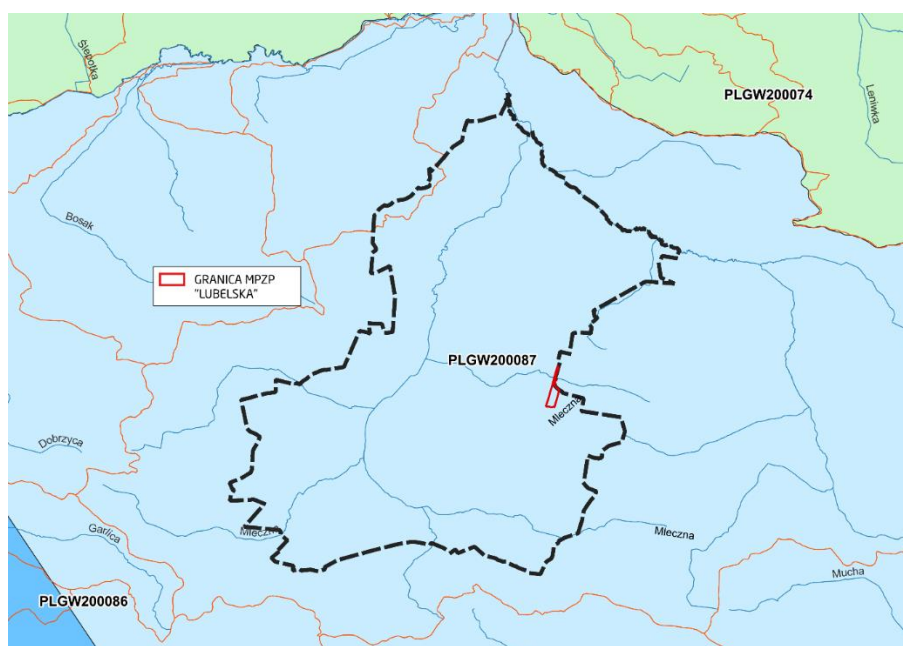 Ślepotka
PLGW200074
Leniwka
Bosak
GRANICA MPZP
"LUBELSKA"
PLGW200087
Mleczna
Dobrzyca
Garlica
Mleczna
Mleczna
Mucha
PLGW200086